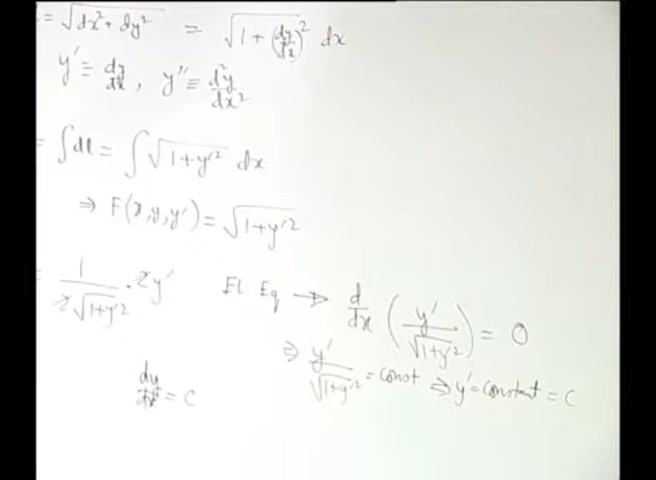 = √(dx² + dy²) = √(1 + (dy/dx)²) dx
y' ≡ dy/dx , y'' ≡ d²y/dx²
= ∫dl = ∫ √(1+y'²) dx
⇒ F(x,y,y') = √(1+y'²)
= 1/(2√(1+y'²)) · 2y' El Eq → d/dx (y'/√(1+y'²)) = 0
⇒ y'/√(1+y'²) = const ⇒ y' = constant = C
dy/dx = C